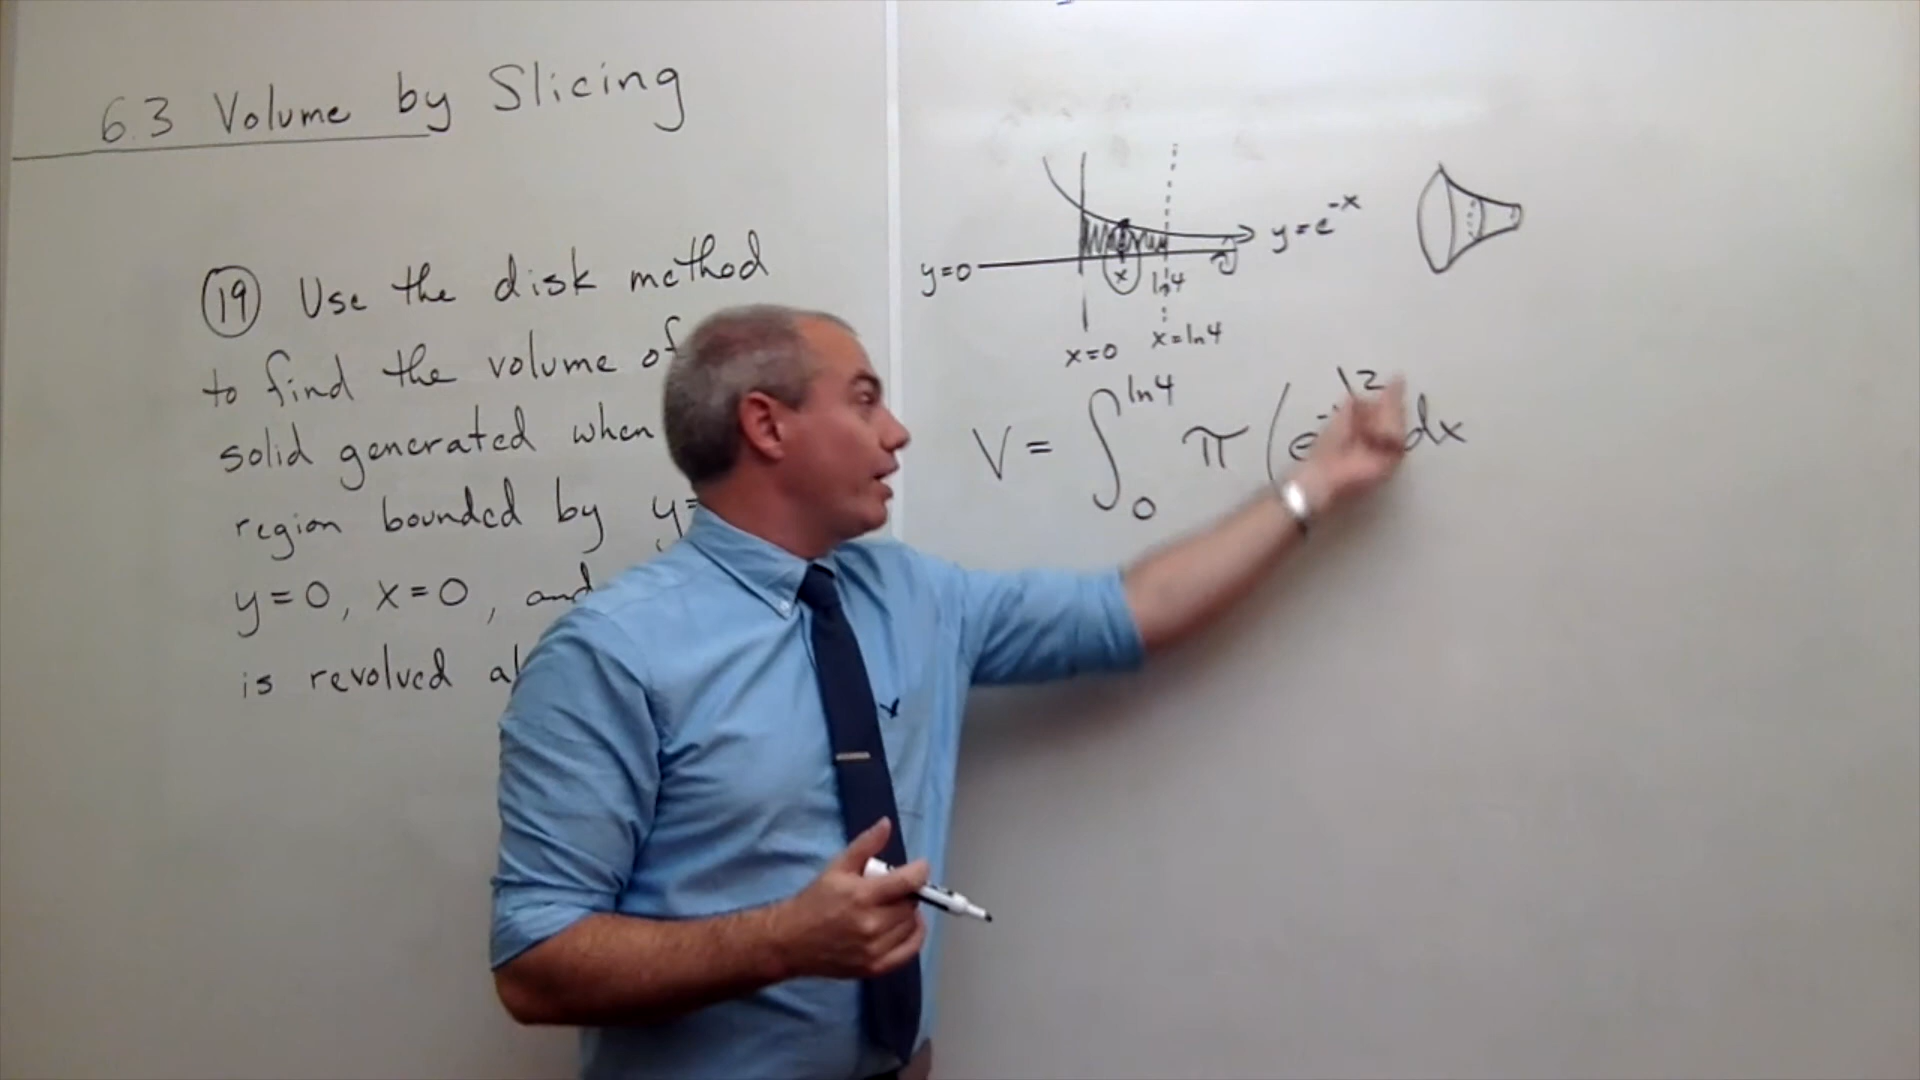 6.3 Volume by Slicing
19 Use the disk method
to find the volume of
solid generated when
region bounded by y=
y=0, x=0, and
is revolved
y=e^-x
y=0
x
ln4
x=0
x=ln4
V = ∫_0^ln4 π (e^- )^2 dx